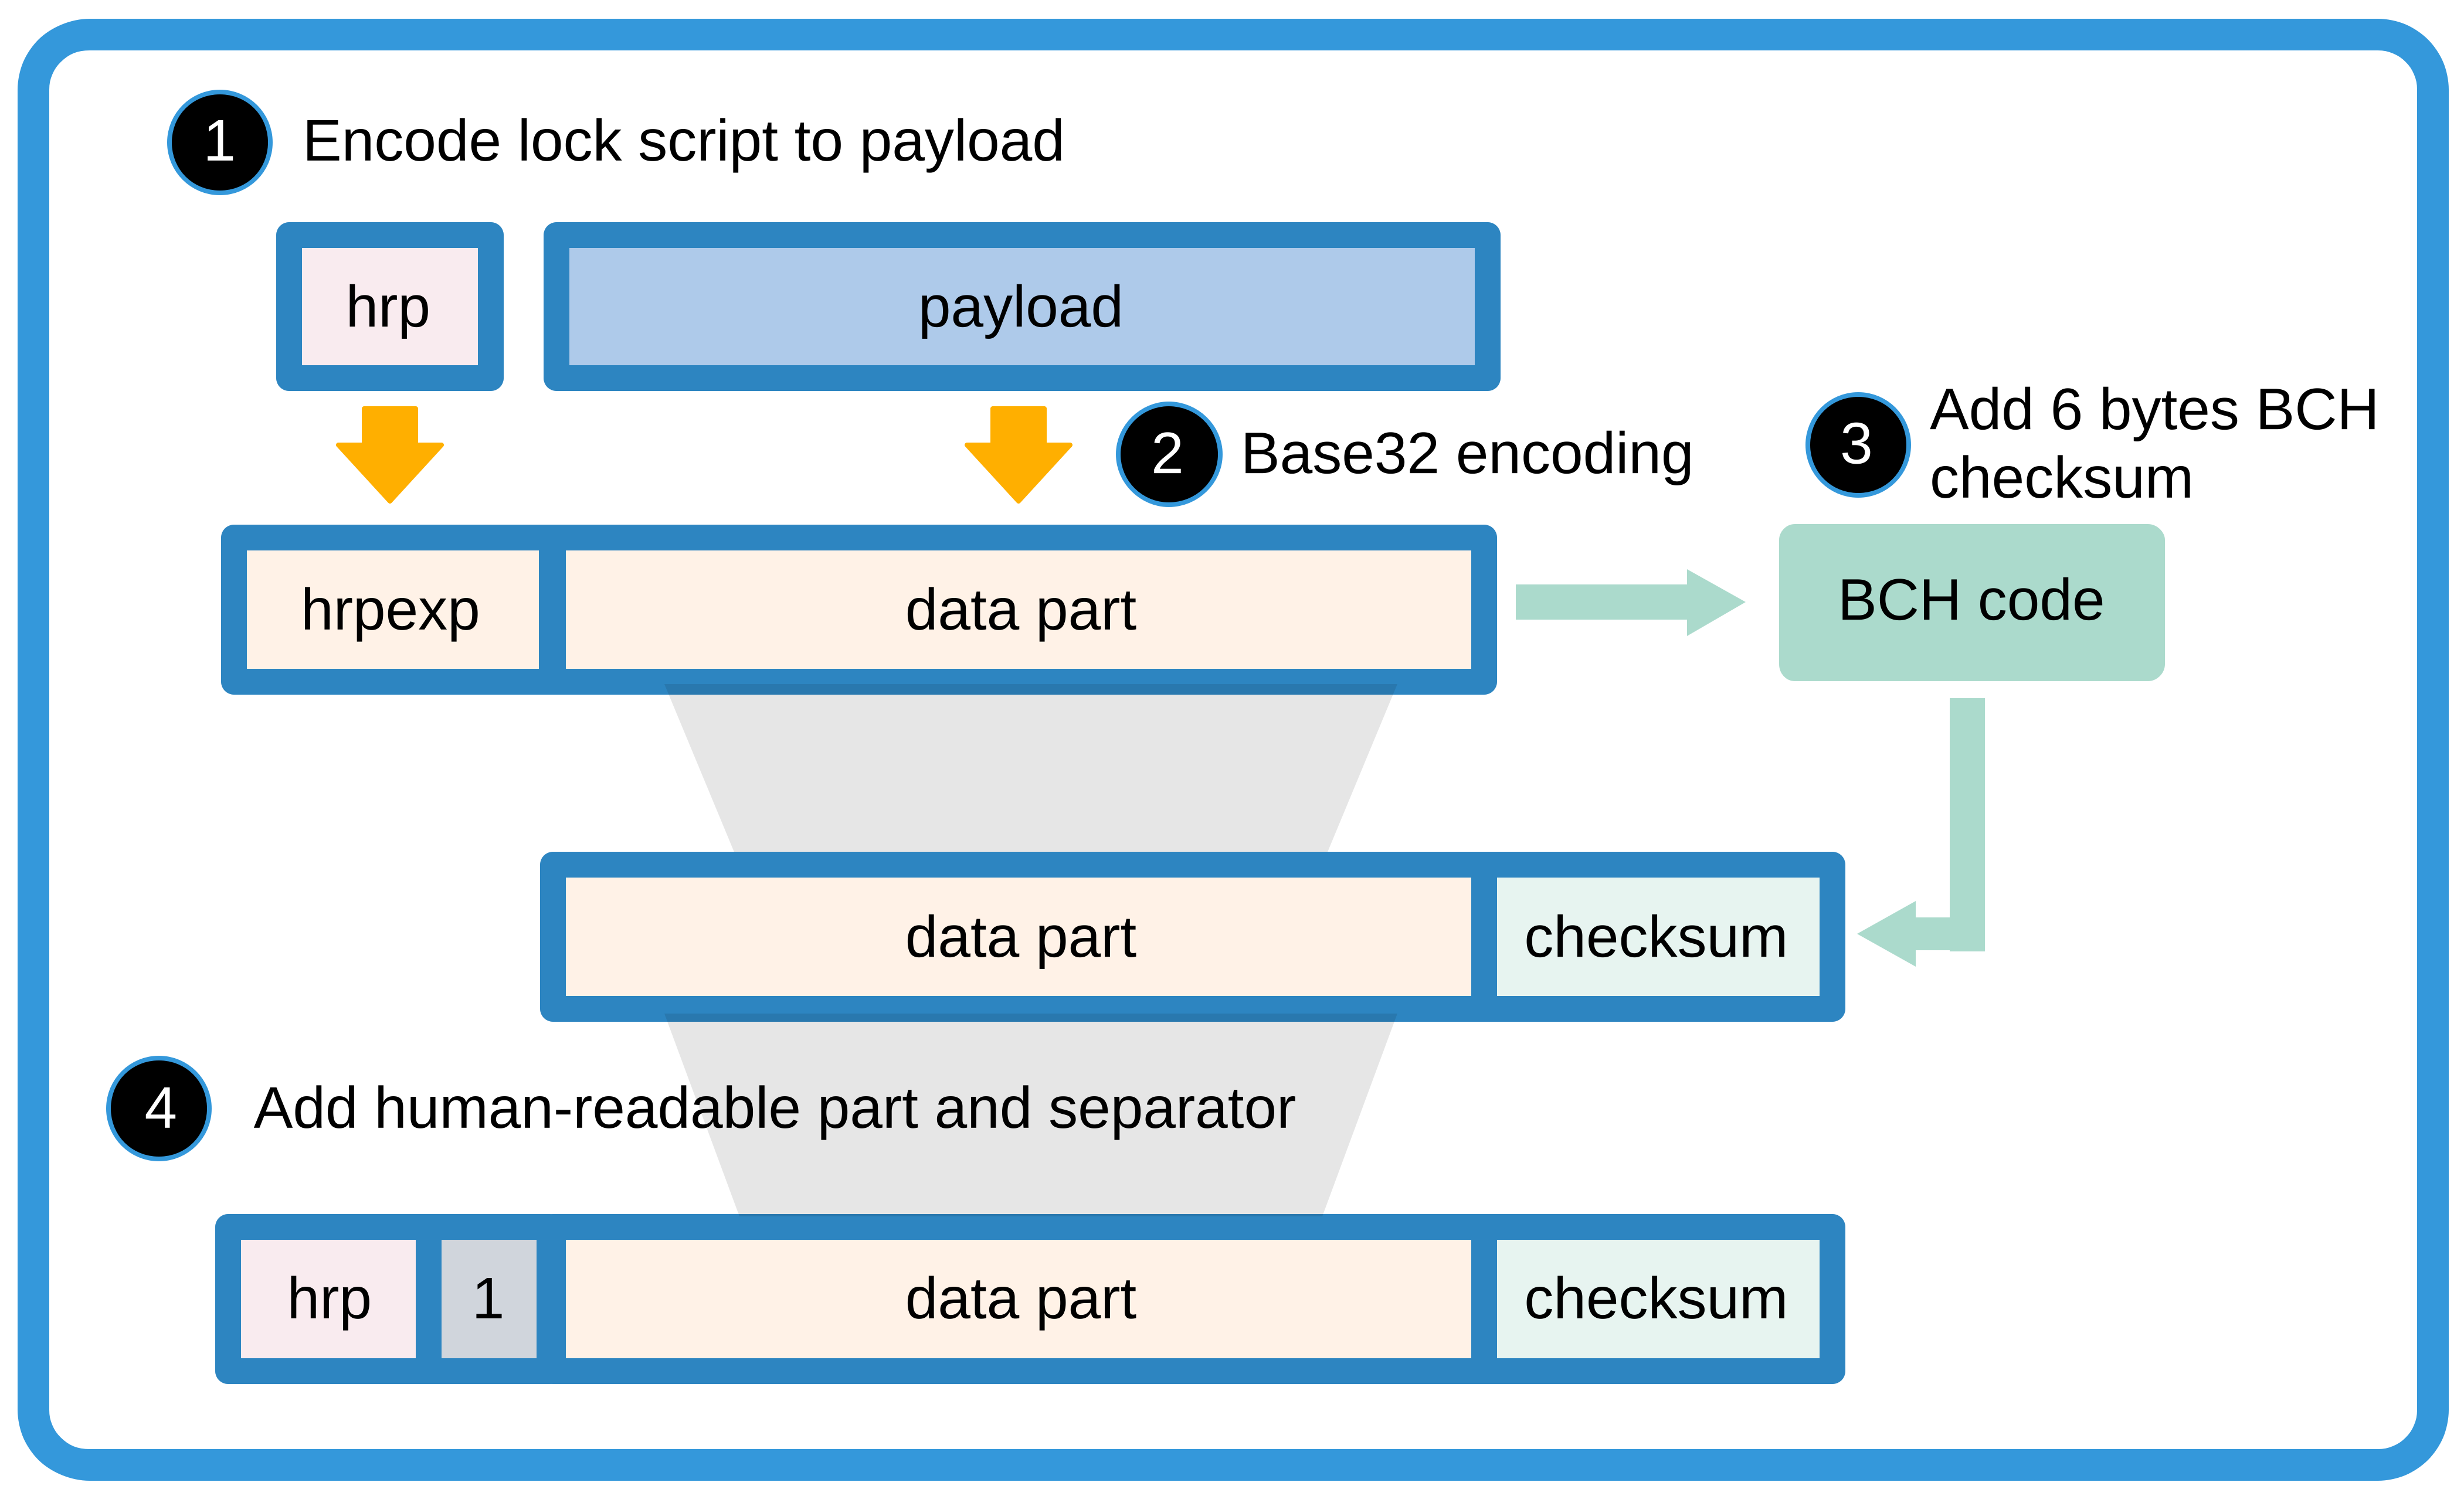 1 Encode lock script to payload
hrp payload
2 Base32 encoding
3 Add 6 bytes BCH
checksum
hrpexp data part BCH code
data part checksum
4 Add human-readable part and separator
hrp 1 data part checksum